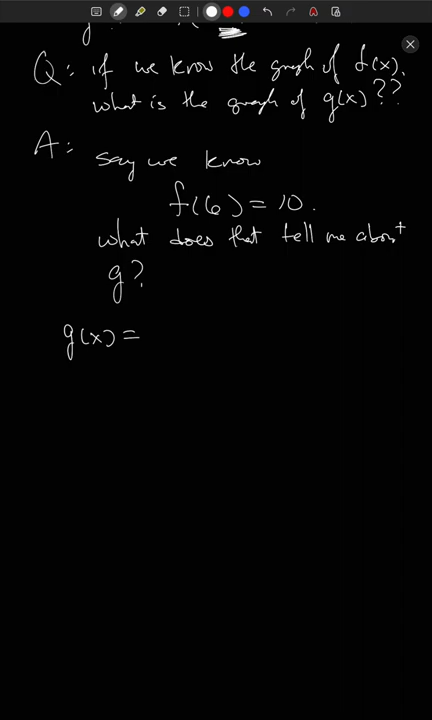 Q: if we know the graph of f(x).
what is the graph of g(x)??
A: say we know
f(6) = 10.
what does that tell me about
g?
g(x) =